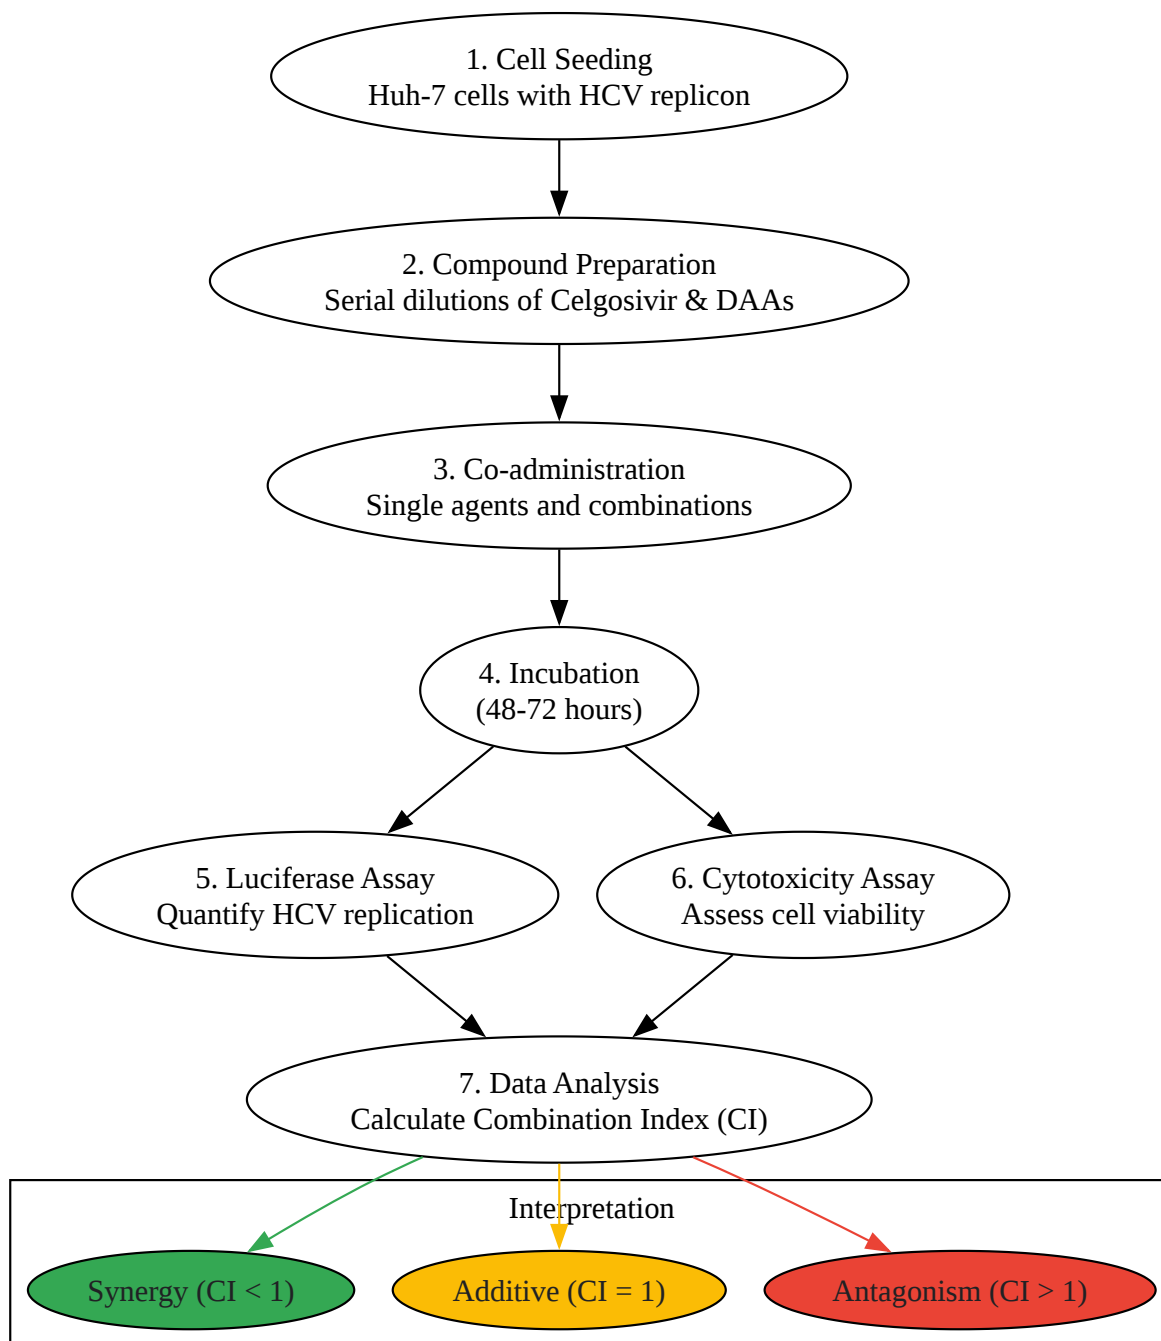 1. Cell Seeding
Huh-7 cells with HCV replicon
2. Compound Preparation
Serial dilutions of Celgosivir & DAAs
3. Co-administration
Single agents and combinations
4. Incubation
(48-72 hours)
5. Luciferase Assay
Quantify HCV replication
6. Cytotoxicity Assay
Assess cell viability
7. Data Analysis
Calculate Combination Index (CI)
Interpretation
Synergy (CI < 1)
Additive (CI = 1)
Antagonism (CI > 1)